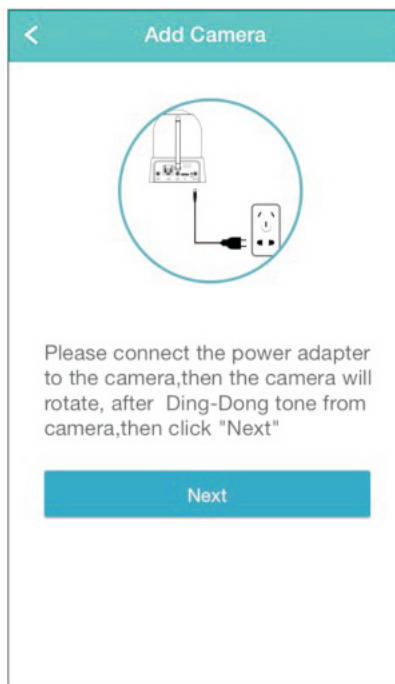 Add Camera
Please connect the power adapter
to the camera,then the camera will
rotate, after Ding-Dong tone from
camera,then click "Next"
Next